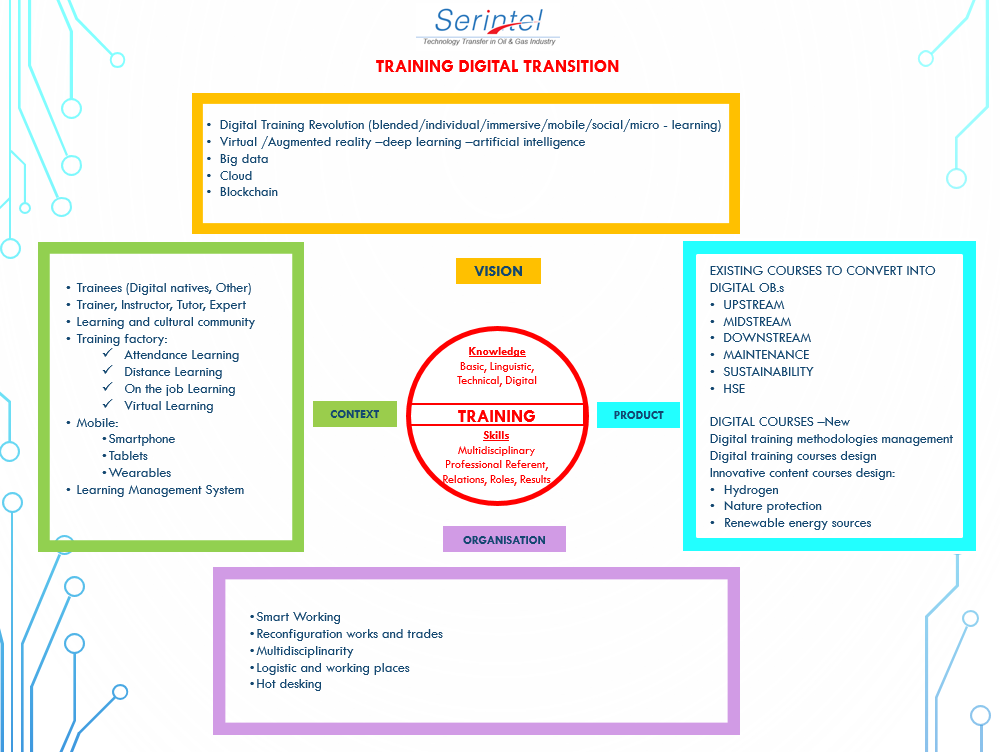 Serintel
Technology Transfer in Oil & Gas Industry
TRAINING DIGITAL TRANSITION
• Digital Training Revolution (blended/individual/immersive/mobile/social/micro - learning)
• Virtual /Augmented reality –deep learning –artificial intelligence
• Big data
• Cloud
• Blockchain
VISION
• Trainees (Digital natives, Other)
• Trainer, Instructor, Tutor, Expert
• Learning and cultural community
• Training factory:
✓ Attendance Learning
✓ Distance Learning
✓ On the job Learning
✓ Virtual Learning
• Mobile:
•Smartphone
•Tablets
•Wearables
• Learning Management System
CONTEXT
Knowledge
Basic, Linguistic,
Technical, Digital
TRAINING
Skills
Multidisciplinary
Professional Referent,
Relations, Roles, Results
PRODUCT
EXISTING COURSES TO CONVERT INTO
DIGITAL OB.s
• UPSTREAM
• MIDSTREAM
• DOWNSTREAM
• MAINTENANCE
• SUSTAINABILITY
• HSE
DIGITAL COURSES –New
Digital training methodologies management
Digital training courses design
Innovative content courses design:
• Hydrogen
• Nature protection
• Renewable energy sources
ORGANISATION
•Smart Working
•Reconfiguration works and trades
•Multidisciplinarity
•Logistic and working places
•Hot desking